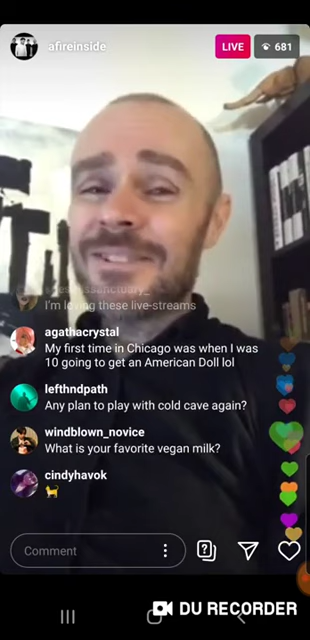 afireinside
LIVE
681
I'm loving these live-streams
agathacrystal
My first time in Chicago was when I was
10 going to get an American Doll lol
lefthndpath
Any plan to play with cold cave again?
windblown_novice
What is your favorite vegan milk?
cindyhavok
Comment
DU RECORDER